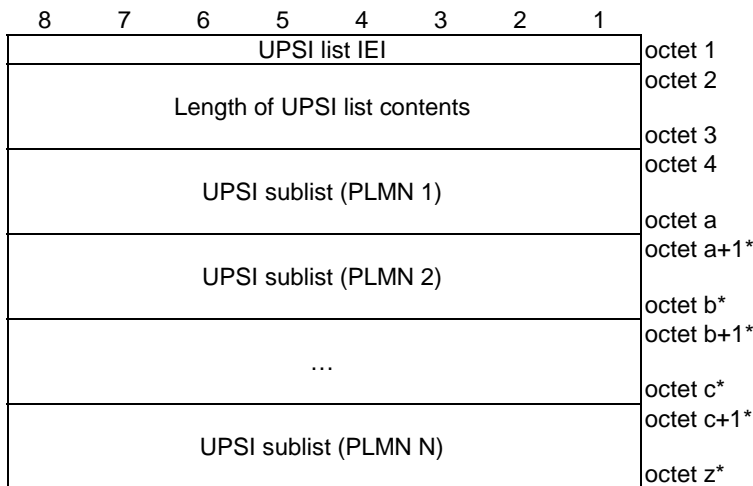 8 7 6 5 4 3 2 1
UPSI list IEI octet 1
octet 2
Length of UPSI list contents
octet 3
octet 4
UPSI sublist (PLMN 1)
octet a
octet a+1*
UPSI sublist (PLMN 2)
octet b*
octet b+1*
…
octet c*
octet c+1*
UPSI sublist (PLMN N)
octet z*